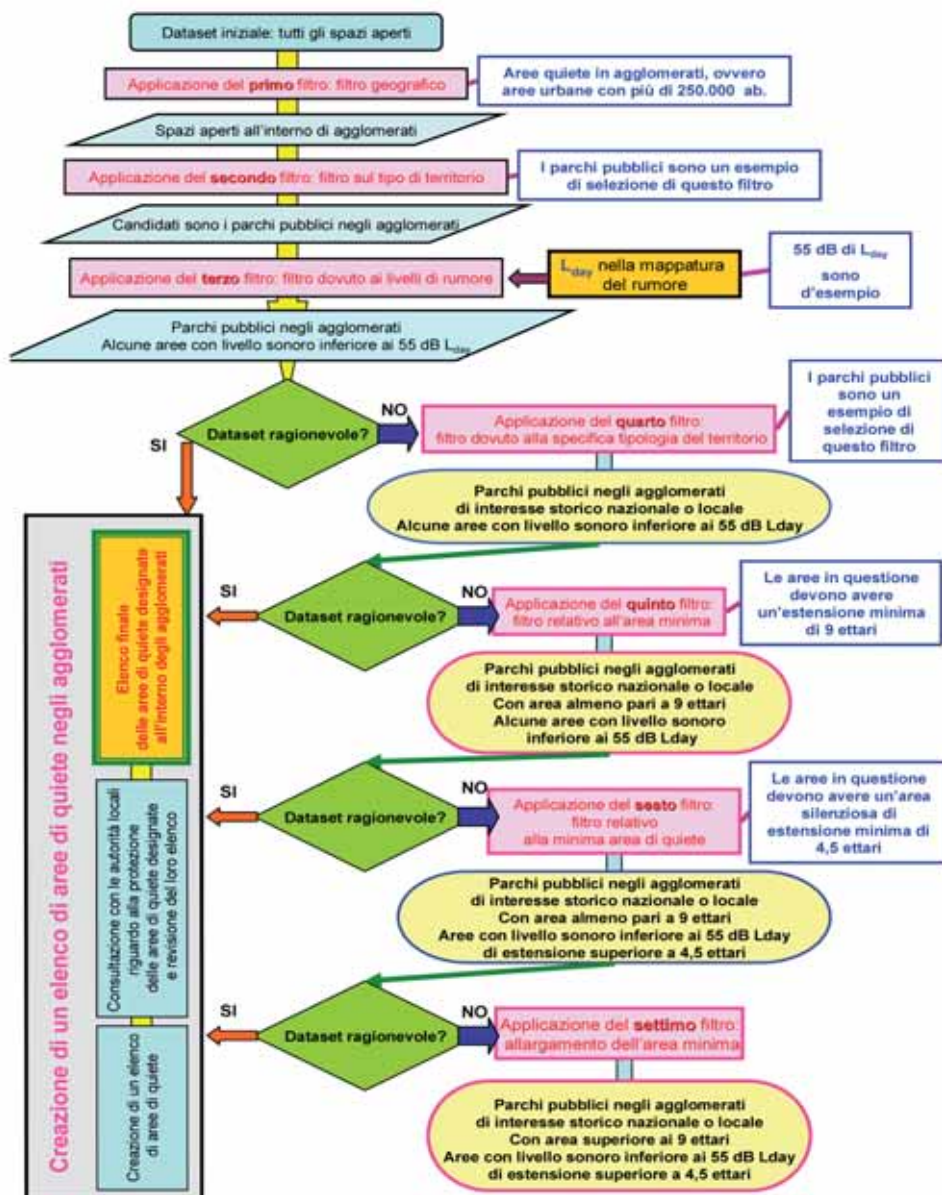 Dataset iniziale: tutti gli spazi aperti
Applicazione del primo filtro: filtro geografico
Aree quiete in agglomerati, ovvero
aree urbane con più di 250.000 ab.
Spazi aperti all'interno di agglomerati
Applicazione del secondo filtro: filtro sul tipo di territorio
I parchi pubblici sono un esempio
di selezione di questo filtro
Candidati sono i parchi pubblici negli agglomerati
Applicazione del terzo filtro: filtro dovuto ai livelli di rumore
Lday nella mappatura
del rumore
55 dB di Lday
sono
d'esempio
Parchi pubblici negli agglomerati
Alcune aree con livello sonoro inferiore ai 55 dB Lday
Dataset ragionevole?
SI
NO
Applicazione del quarto filtro:
filtro dovuto alla specifica tipologia del territorio
I parchi pubblici
sono un
esempio di
selezione di
questo filtro
Parchi pubblici negli agglomerati
di interesse storico nazionale o locale
Alcune aree con livello sonoro inferiore ai 55 dB Lday
Dataset ragionevole?
SI
NO
Applicazione del quinto filtro:
filtro relativo all'area minima
Le aree in questione
devono avere
un'estensione minima
di 9 ettari
Parchi pubblici negli agglomerati
di interesse storico nazionale o locale
Con area almeno pari a 9 ettari
Alcune aree con livello sonoro
inferiore ai 55 dB Lday
Dataset ragionevole?
SI
NO
Applicazione del sesto filtro:
filtro relativo
alla minima area di quiete
Le aree in questione
devono avere un'area
silenziosa di
estensione minima di
4,5 ettari
Parchi pubblici negli agglomerati
di interesse storico nazionale o locale
Con area almeno pari a 9 ettari
Aree con livello sonoro inferiore ai 55 dB Lday
di estensione superiore a 4,5 ettari
Dataset ragionevole?
SI
NO
Applicazione del settimo filtro:
allargamento dell'area minima
Parchi pubblici negli agglomerati
di interesse storico nazionale o locale
Con area superiore ai 9 ettari
Aree con livello sonoro inferiore ai 55 dB Lday
di estensione superiore a 4,5 ettari
Creazione di un elenco di aree di quiete negli agglomerati
Elenco finale
delle aree di quiete designate
all'interno degli agglomerati
Consultazione con le autorità locali
riguardo alla protezione
delle aree di quiete designate
e revisione del loro elenco
Creazione di un elenco
di aree di quiete